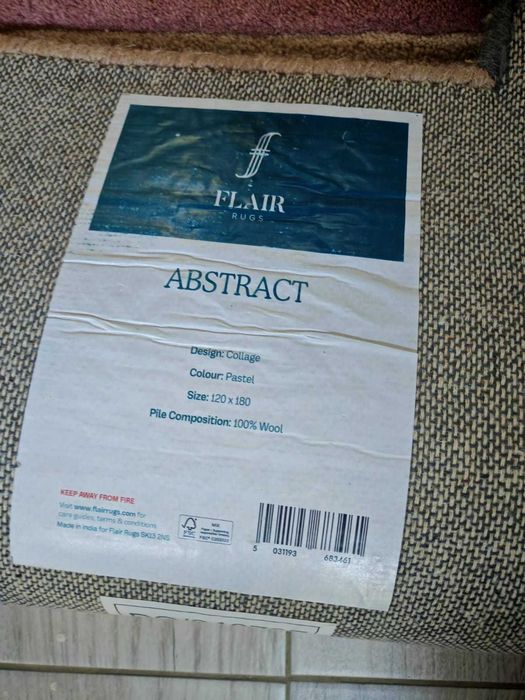 FLAIR
RUGS
ABSTRACT
Design: Collage
Colour: Pastel
Size: 120 x 180
Pile Composition: 100% Wool
KEEP AWAY FROM FIRE
Visit www.flairrugs.com for
care guides, terms & conditions
Made in India for Flair Rugs SK13 2NS
FSC
MIX
5 031193 683461